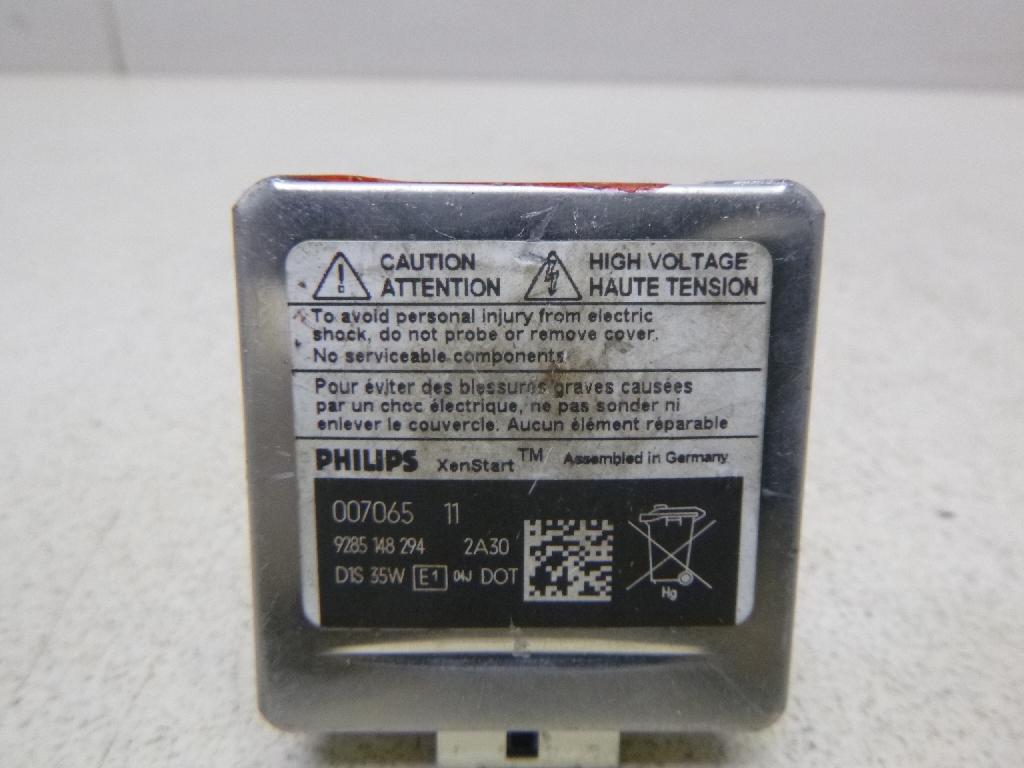 CAUTION
ATTENTION
HIGH VOLTAGE
HAUTE TENSION
To avoid personal injury from electric
shock, do not probe or remove cover.
No serviceable components
Pour éviter des blessures graves causées
par un choc électrique, ne pas sonder ni
enlever le couvercle. Aucun élément réparable
PHILIPS XenStart™ Assembled in Germany
007065 11
9285 148 294 2A30
D1S 35W E1 04J DOT
Hg